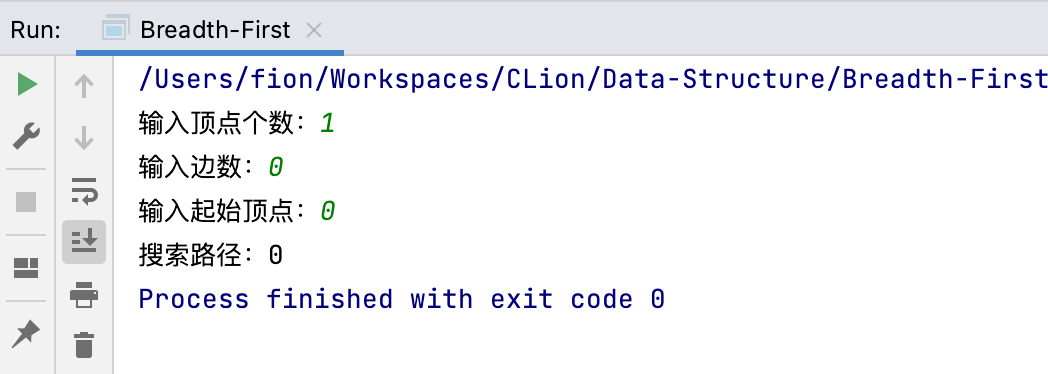 Run: Breadth-First
/Users/fion/Workspaces/CLion/Data-Structure/Breadth-First
输入顶点个数：1
输入边数：0
输入起始顶点：0
搜索路径：0
Process finished with exit code 0